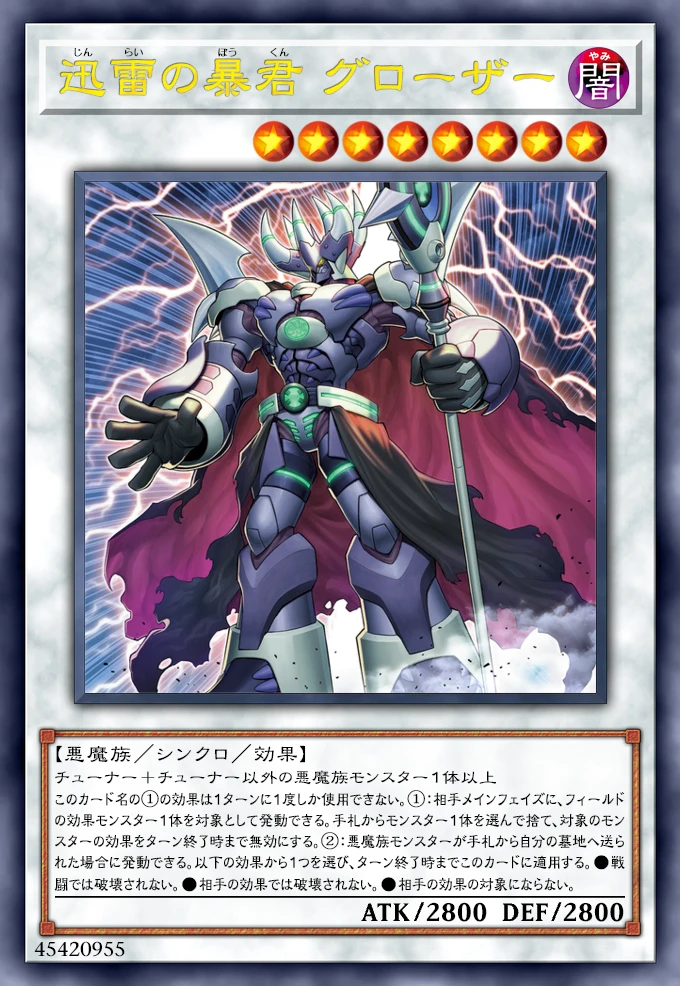 じんらい ぼうくん
迅雷の暴君 グローザー
やみ
闇
【悪魔族／シンクロ／効果】
チューナー＋チューナー以外の悪魔族モンスター１体以上
このカード名の①の効果は１ターンに１度しか使用できない。①：相手メインフェイズに、フィールド
の効果モンスター１体を対象として発動できる。手札からモンスター１体を選んで捨て、対象のモン
スターの効果をターン終了時まで無効にする。②：悪魔族モンスターが手札から自分の墓地へ送ら
れた場合に発動できる。以下の効果から１つを選び、ターン終了時までこのカードに適用する。●戦
闘では破壊されない。●相手の効果では破壊されない。●相手の効果の対象にならない。
ATK/2800 DEF/2800
45420955